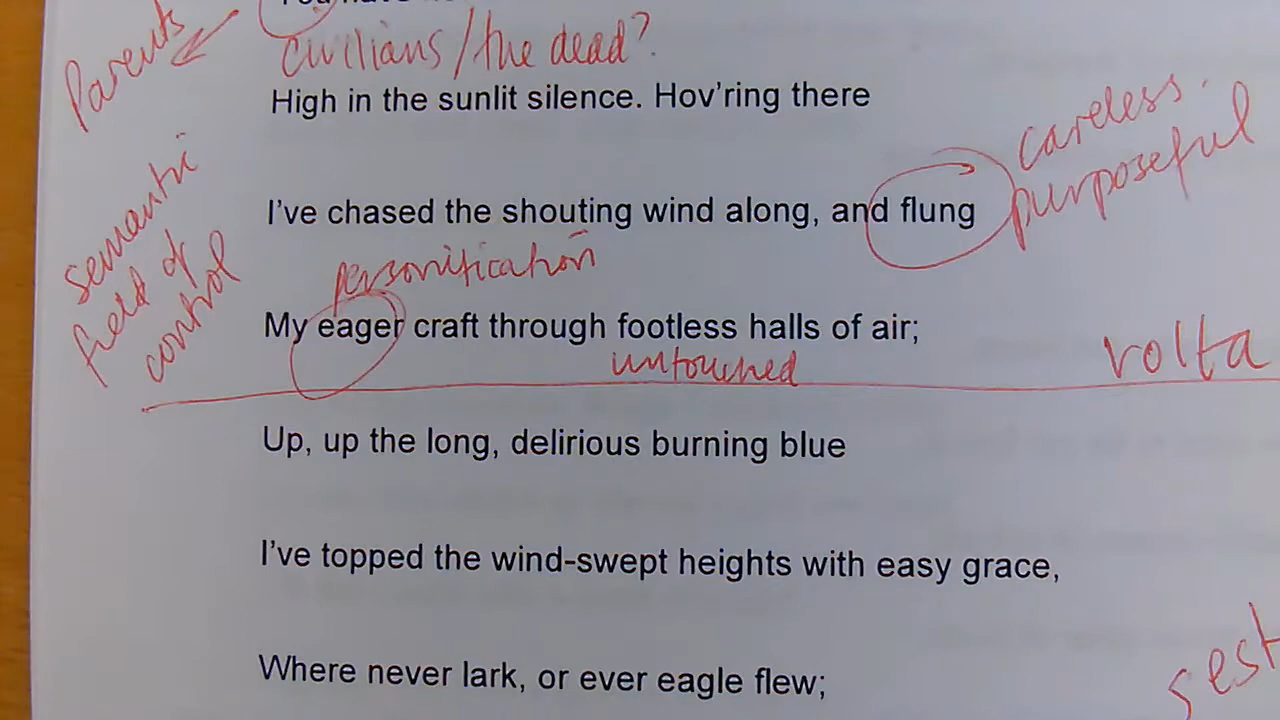 Parents
civilians/the dead?
High in the sunlit silence. Hov'ring there
careless.
purposeful
semantic
field of
control
I've chased the shouting wind along, and flung
personification
My eager craft through footless halls of air;
untouched
volta
Up, up the long, delirious burning blue
I've topped the wind-swept heights with easy grace,
Where never lark, or ever eagle flew;
sest